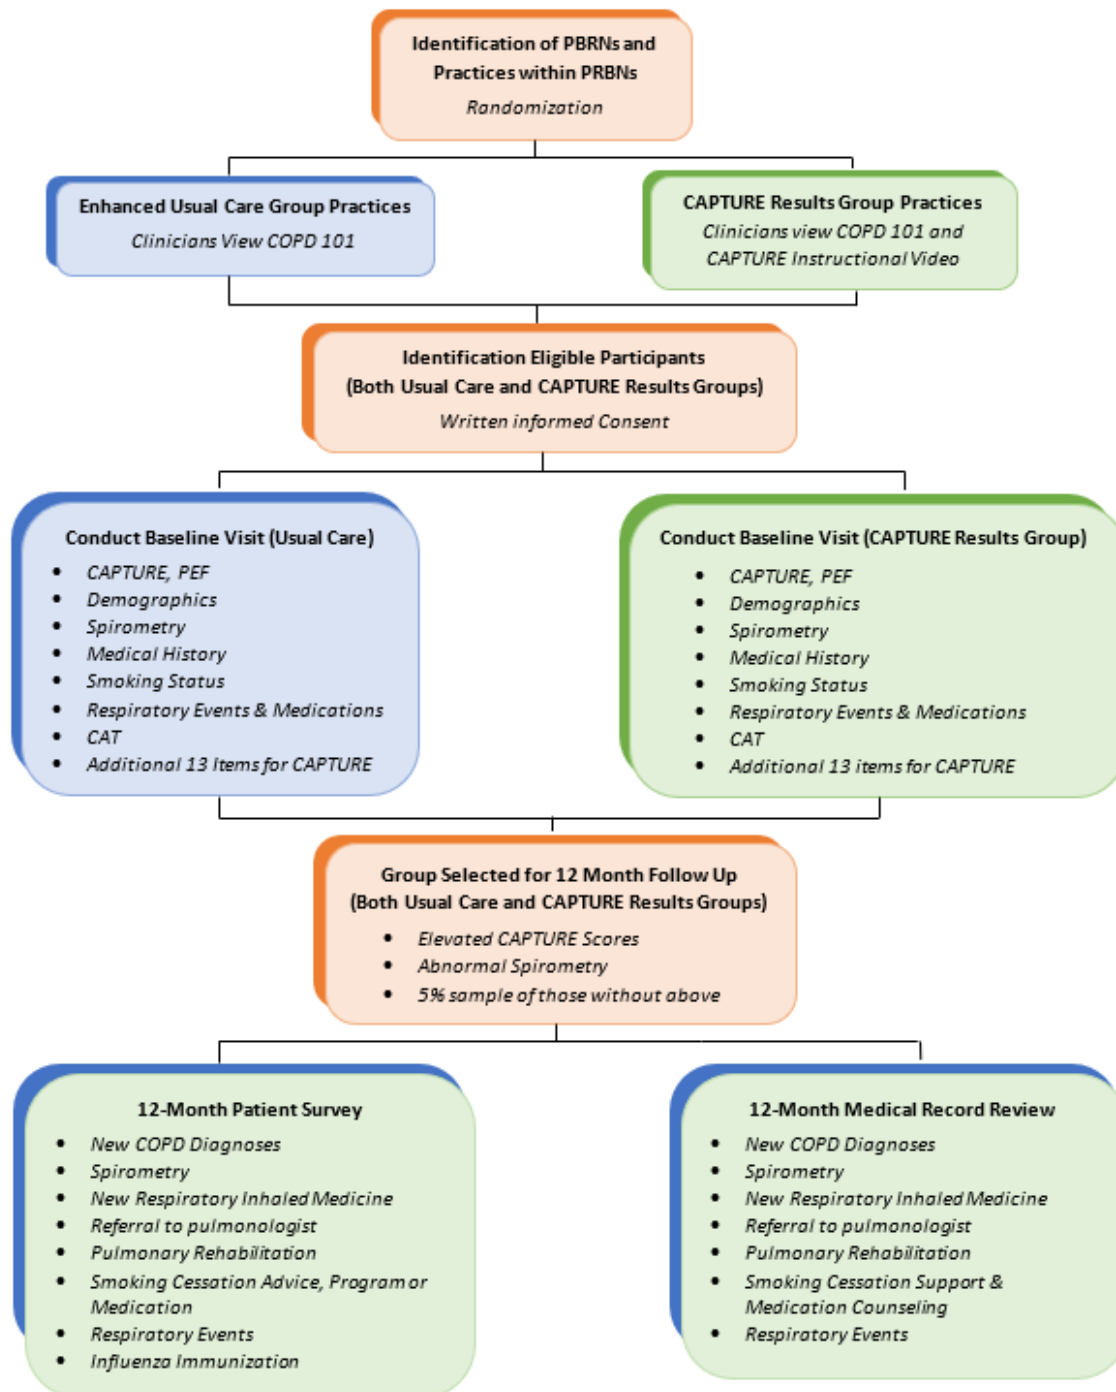 Identification of PBRNs and
Practices within PRBNs
Randomization
Enhanced Usual Care Group Practices
Clinicians View COPD 101
CAPTURE Results Group Practices
Clinicians view COPD 101 and
CAPTURE Instructional Video
Identification Eligible Participants
(Both Usual Care and CAPTURE Results Groups)
Written informed Consent
Conduct Baseline Visit (Usual Care)
• CAPTURE, PEF
• Demographics
• Spirometry
• Medical History
• Smoking Status
• Respiratory Events & Medications
• CAT
• Additional 13 Items for CAPTURE
Conduct Baseline Visit (CAPTURE Results Group)
• CAPTURE, PEF
• Demographics
• Spirometry
• Medical History
• Smoking Status
• Respiratory Events & Medications
• CAT
• Additional 13 items for CAPTURE
Group Selected for 12 Month Follow Up
(Both Usual Care and CAPTURE Results Groups)
• Elevated CAPTURE Scores
• Abnormal Spirometry
• 5% sample of those without above
12-Month Patient Survey
• New COPD Diagnoses
• Spirometry
• New Respiratory Inhaled Medicine
• Referral to pulmonologist
• Pulmonary Rehabilitation
• Smoking Cessation Advice, Program or
Medication
• Respiratory Events
• Influenza Immunization
12-Month Medical Record Review
• New COPD Diagnoses
• Spirometry
• New Respiratory Inhaled Medicine
• Referral to pulmonologist
• Pulmonary Rehabilitation
• Smoking Cessation Support &
Medication Counseling
• Respiratory Events